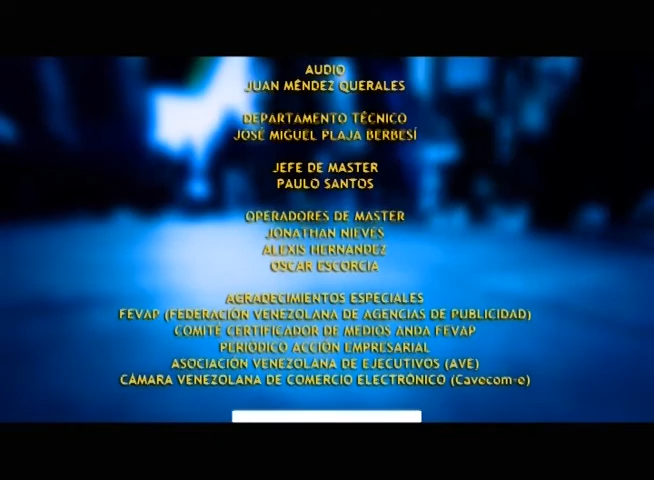 AUDIO
JUAN MÉNDEZ QUERALES
DEPARTAMENTO TÉCNICO
JOSÉ MIGUEL PLAJA BERBESÍ
JEFE DE MASTER
PAULO SANTOS
OPERADORES DE MASTER
JONATHAN NIEVES
ALEXIS HERNANDEZ
OSCAR ESCORCIA
AGRADECIMIENTOS ESPECIALES
FEVAP (FEDERACIÓN VENEZOLANA DE AGENCIAS DE PUBLICIDAD)
COMITÉ CERTIFICADOR DE MEDIOS ANDA FEVAP
PERIÓDICO ACCIÓN EMPRESARIAL
ASOCIACIÓN VENEZOLANA DE EJECUTIVOS (AVE)
CÁMARA VENEZOLANA DE COMERCIO ELECTRÓNICO (Cavecom-e)